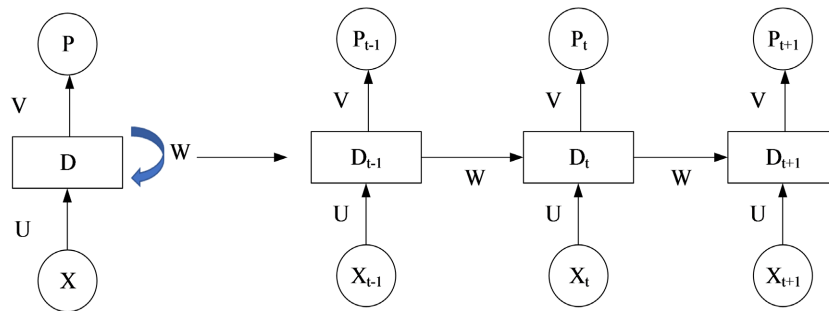 P P_{t-1} P_t P_{t+1}
V V V V
D W D_{t-1} D_t D_{t+1}
W W
U U U U
X X_{t-1} X_t X_{t+1}